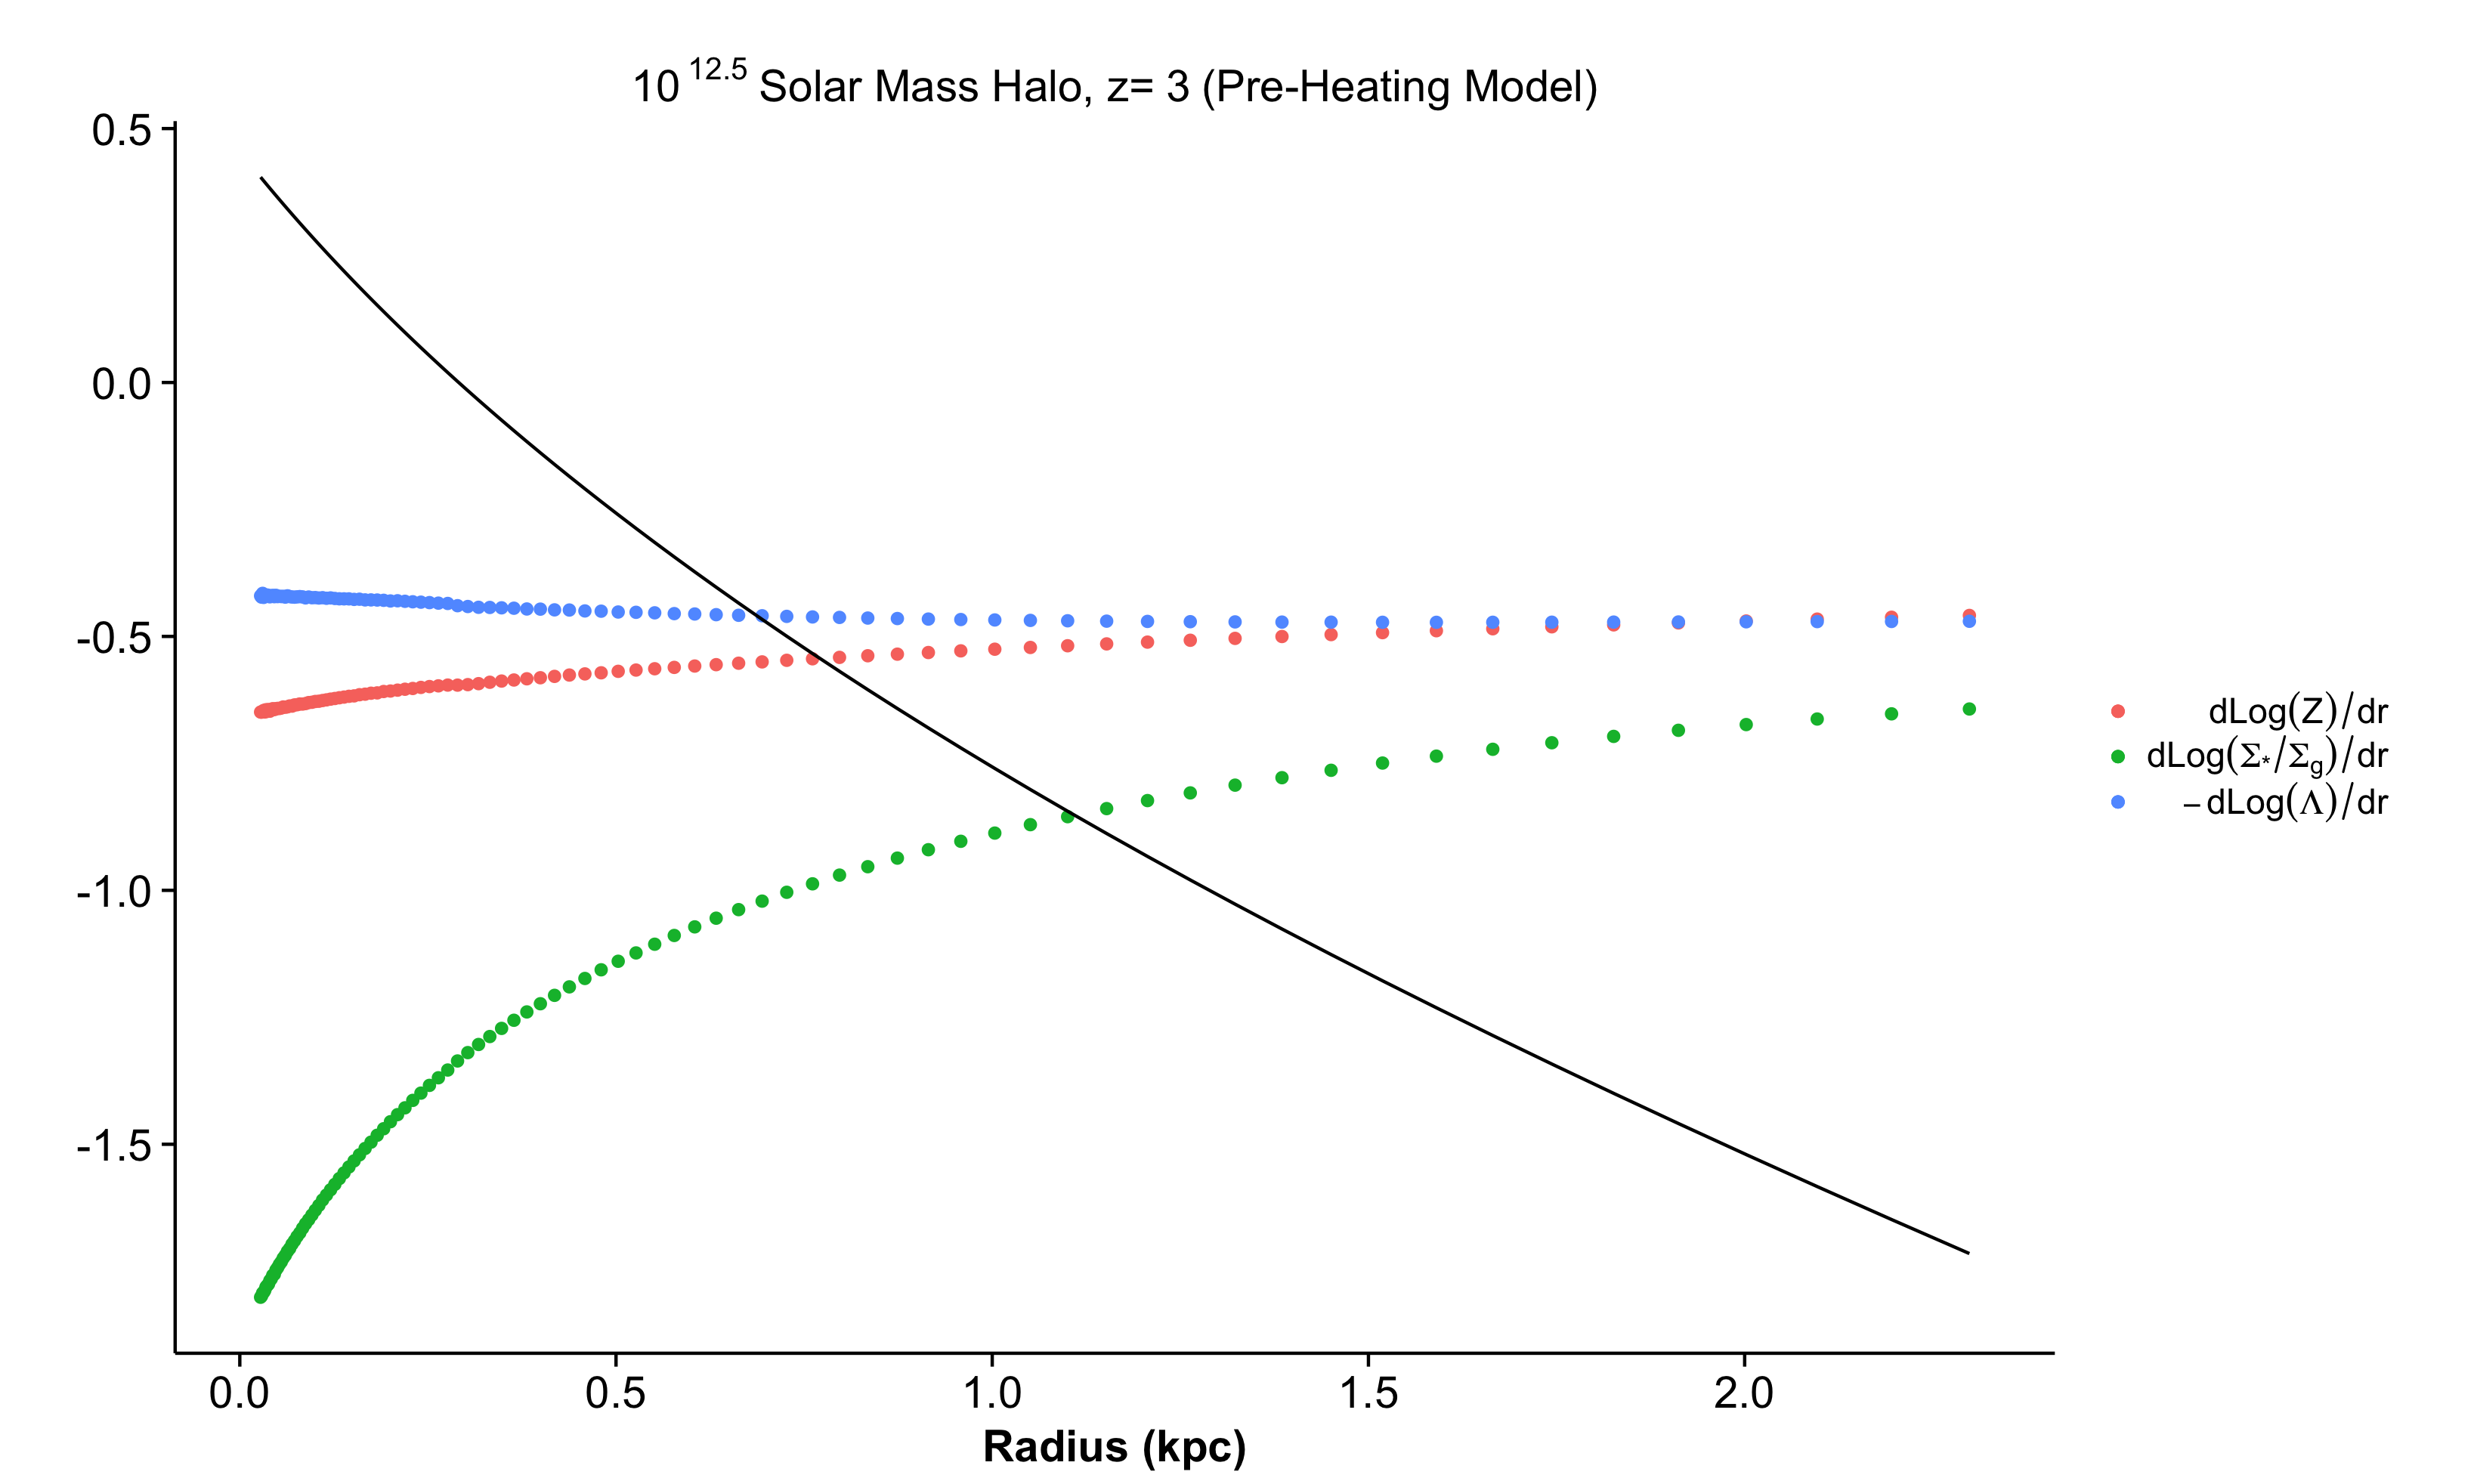 10^12.5 Solar Mass Halo, z= 3 (Pre-Heating Model)
0.5
0.0
-0.5
-1.0
-1.5
0.0 0.5 1.0 1.5 2.0
Radius (kpc)
dLog(Z)/dr
dLog(Σ*/Σg)/dr
−dLog(Λ)/dr